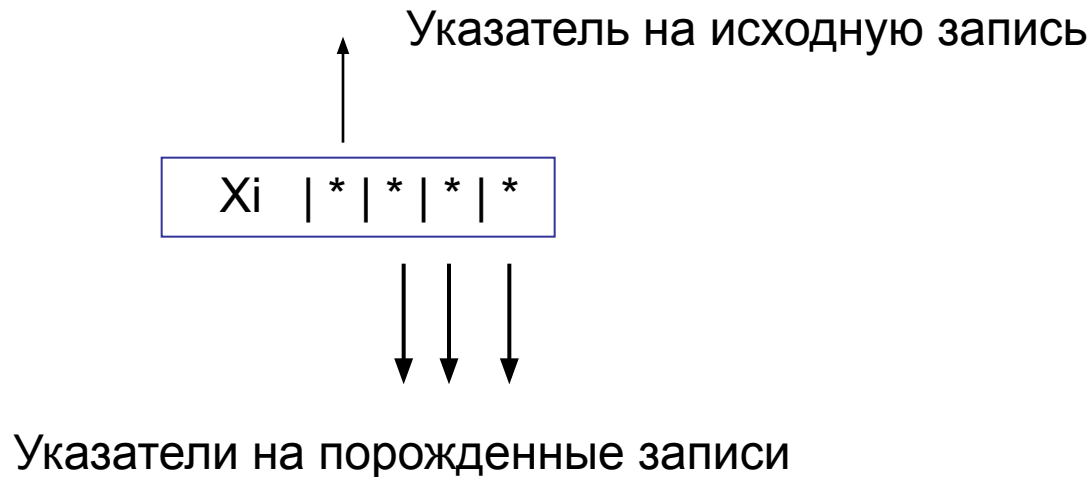 Указатель на исходную запись
Xi | * | * | * | *
Указатели на порожденные записи